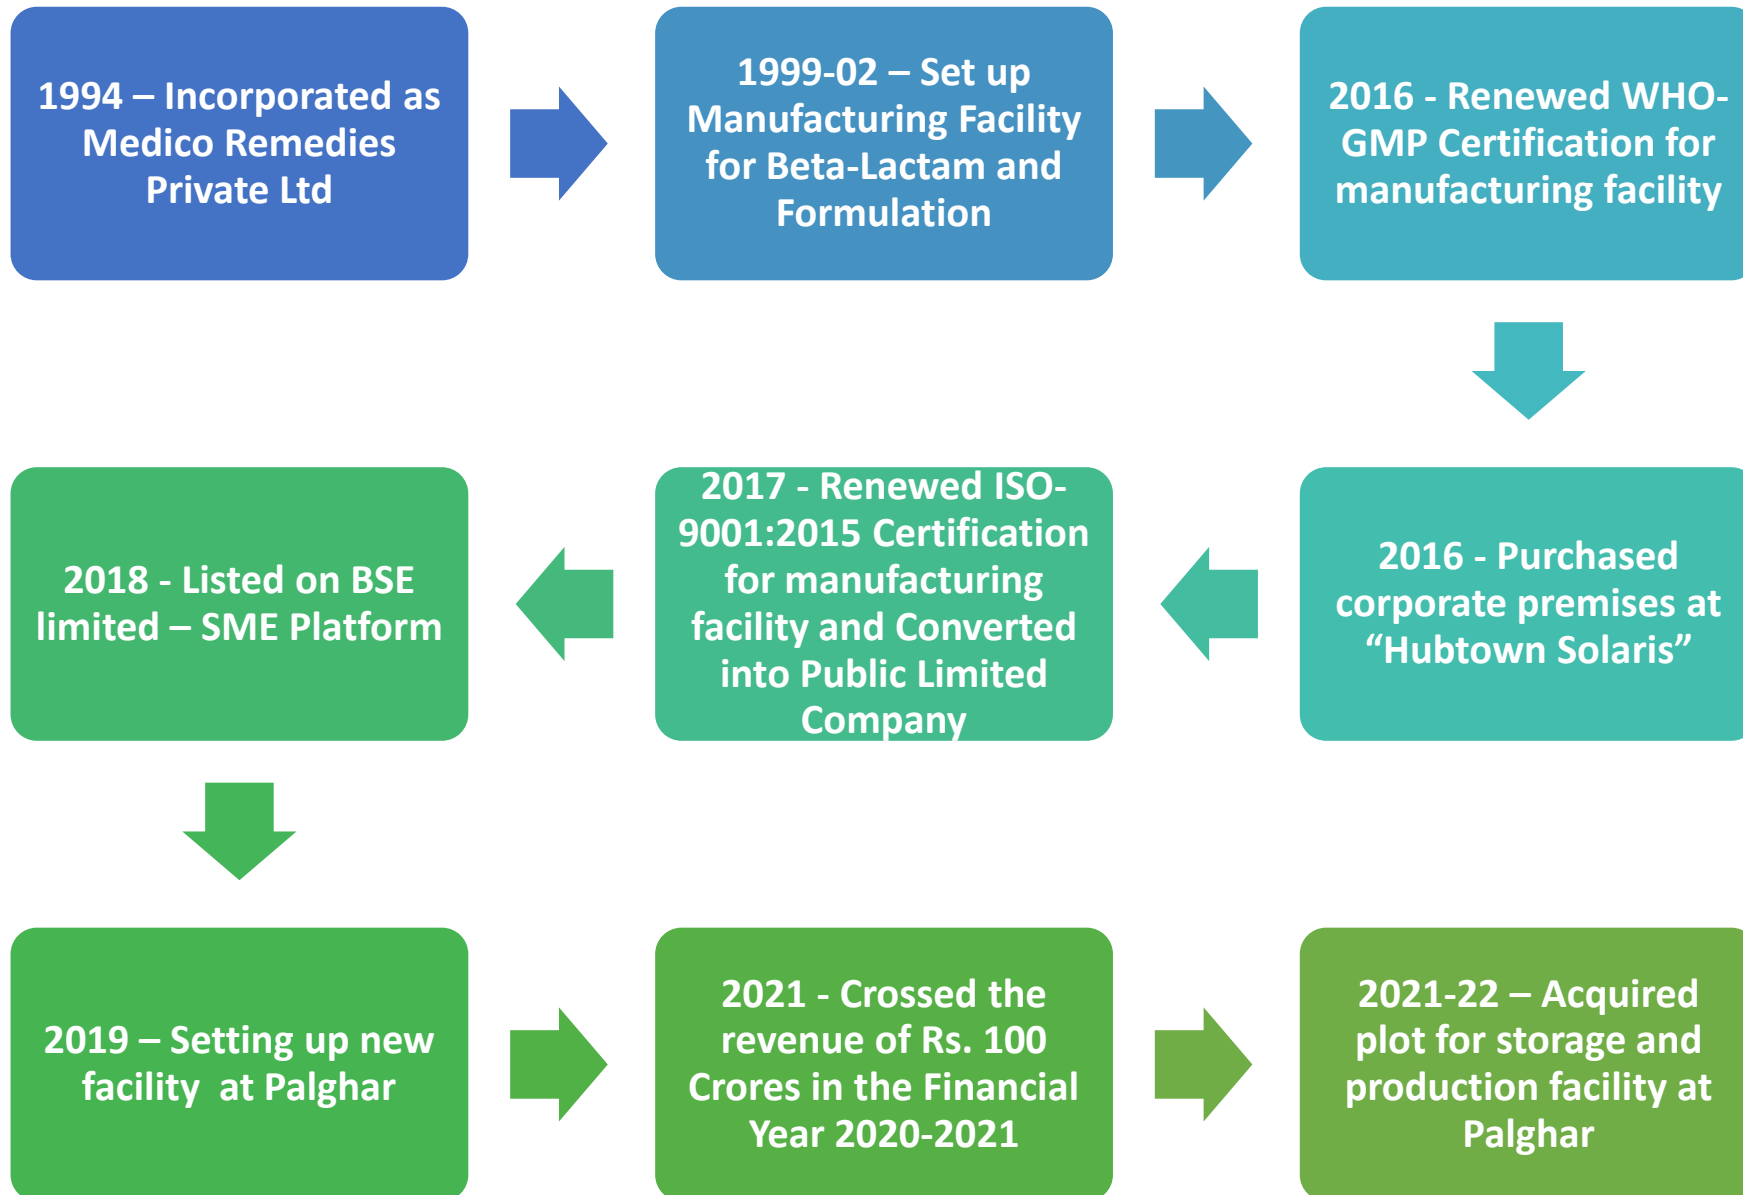 1994 – Incorporated as
Medico Remedies
Private Ltd
1999-02 – Set up
Manufacturing Facility
for Beta-Lactam and
Formulation
2016 - Renewed WHO-
GMP Certification for
manufacturing facility
2016 - Purchased
corporate premises at
“Hubtown Solaris”
2017 - Renewed ISO-
9001:2015 Certification
for manufacturing
facility and Converted
into Public Limited
Company
2018 - Listed on BSE
limited – SME Platform
2019 – Setting up new
facility  at Palghar
2021 - Crossed the
revenue of Rs. 100
Crores in the Financial
Year 2020-2021
2021-22 – Acquired
plot for storage and
production facility at
Palghar